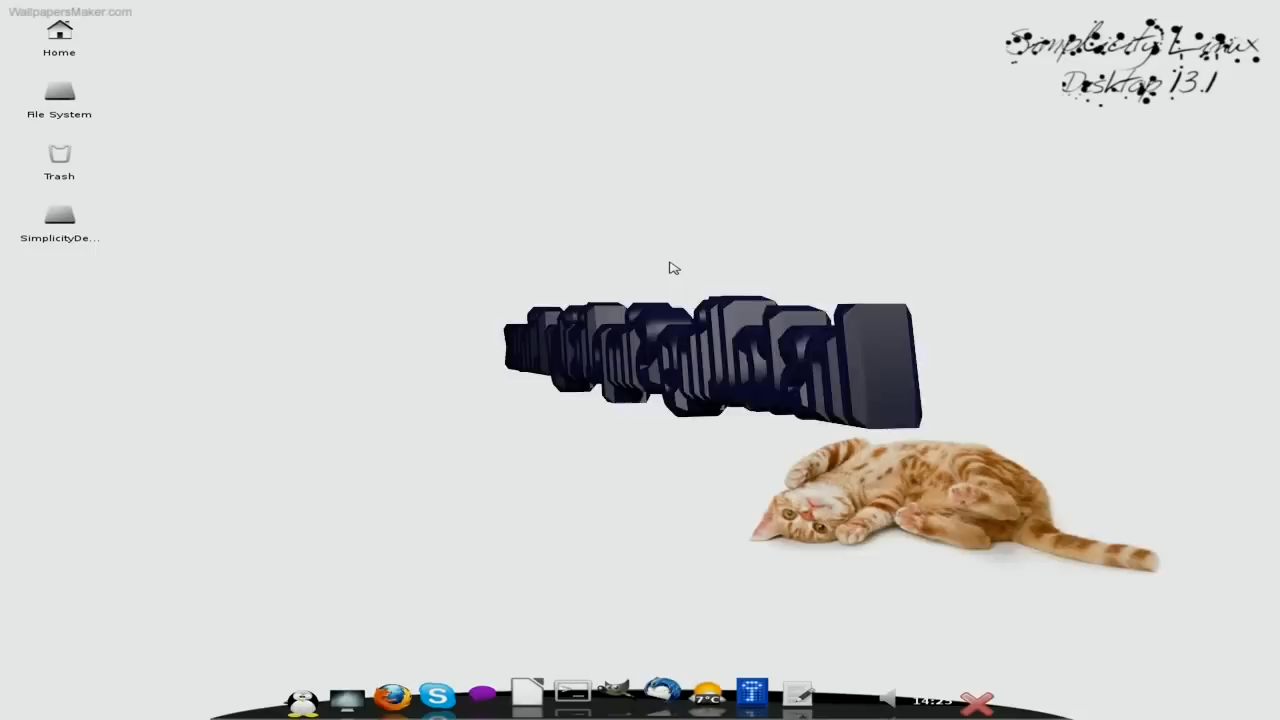 WallpapersMaker.com
Home
File System
Trash
SimplicityDe...
Simplicity Linux
Desktop 13.1
7°C
14:25